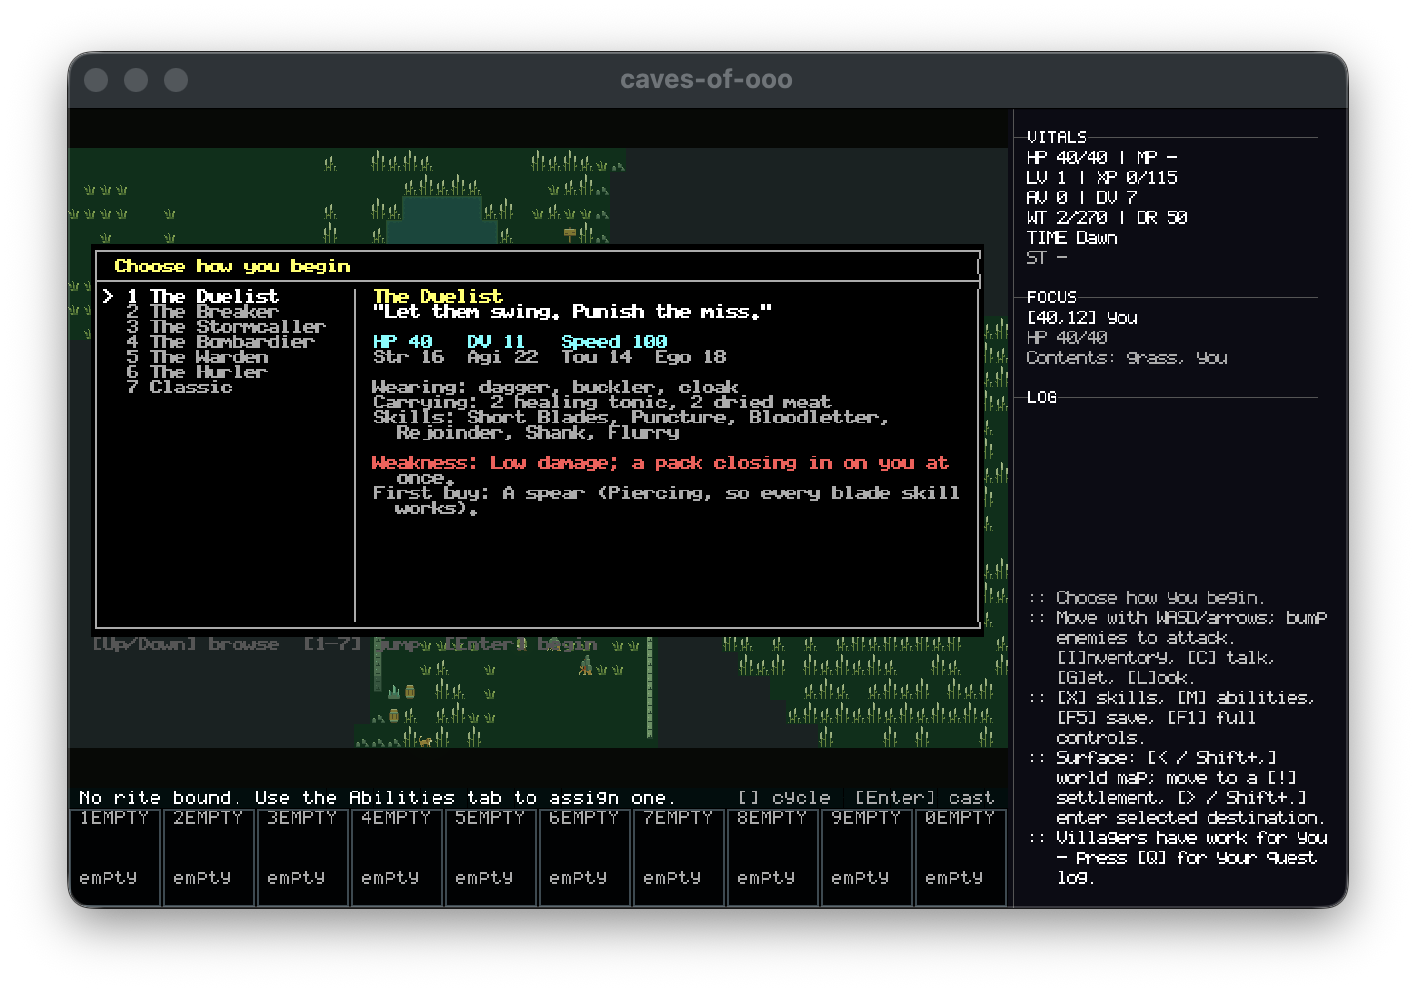 caves-of-ooo
Choose how you begin
> 1 The Duelist
2 The Breaker
3 The Stormcaller
4 The Bombardier
5 The Warden
6 The Hurler
7 Classic
The Duelist
"Let them swing. Punish the miss."
HP 40 DV 11 Speed 100
Str 16 Agi 22 Tou 14 Ego 18
Wearing: dagger, buckler, cloak
Carrying: 2 healing tonic, 2 dried meat
Skills: Short Blades, Puncture, Bloodletter,
Rejoinder, Shank, Flurry
Weakness: Low damage; a pack closing in on you at
once.
First buy: A spear (Piercing, so every blade skill
works).
[Up/Down] browse [1-7] jump [Enter] begin
No rite bound. Use the Abilities tab to assign one. [] cycle [Enter] cast
1EMPTY 2EMPTY 3EMPTY 4EMPTY 5EMPTY 6EMPTY 7EMPTY 8EMPTY 9EMPTY 0EMPTY
empty empty empty empty empty empty empty empty empty empty
VITALS
HP 40/40 | MP -
LV 1 | XP 0/115
AV 0 | DV 7
WT 2/270 | DR 50
TIME Dawn
ST -
FOCUS
[40,12] You
HP 40/40
Contents: grass, you
LOG
:: Choose how you begin.
:: Move with WASD/arrows; bump
enemies to attack.
[I]nventory, [C] talk,
[G]et, [L]ook.
:: [X] skills, [M] abilities,
[F5] save, [F1] full
controls.
:: Surface: [< / Shift+,]
world map; move to a [!]
settlement, [> / Shift+.]
enter selected destination.
:: Villagers have work for you
- press [Q] for your quest
log.